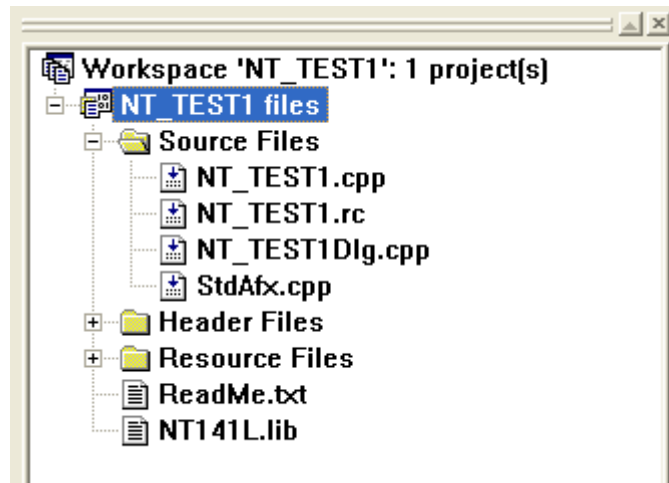 Workspace 'NT_TEST1': 1 project(s)
NT_TEST1 files
Source Files
NT_TEST1.cpp
NT_TEST1.rc
NT_TEST1Dlg.cpp
StdAfx.cpp
Header Files
Resource Files
ReadMe.txt
NT141L.lib